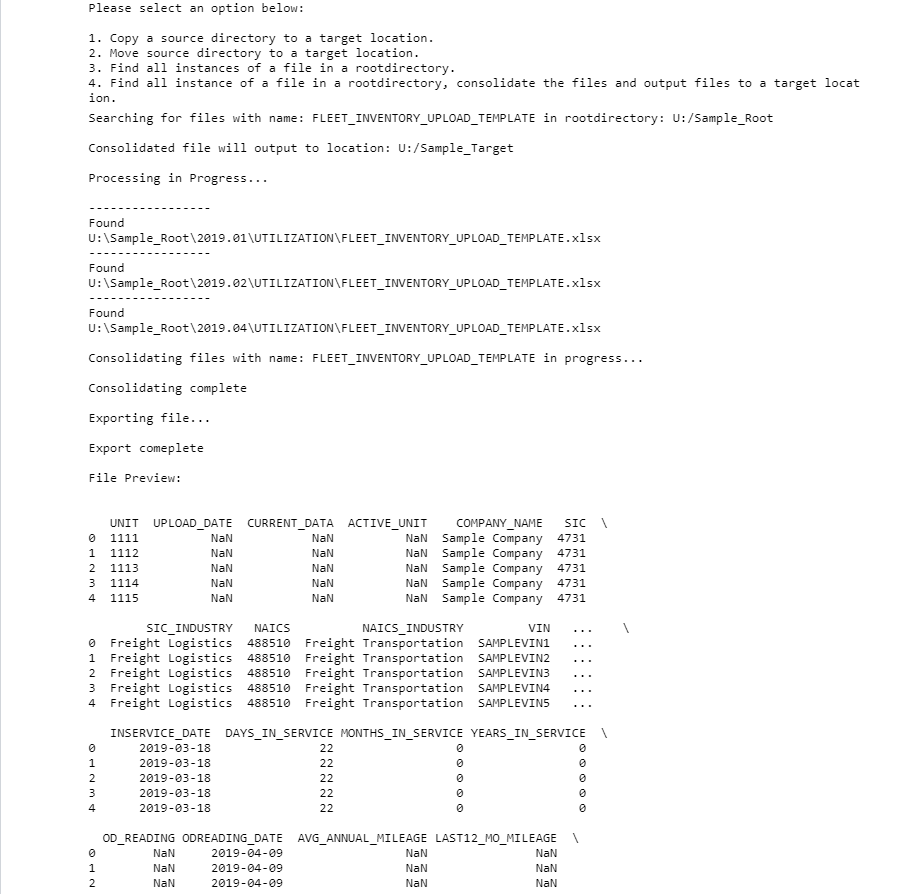 Please select an option below:
1. Copy a source directory to a target location.
2. Move source directory to a target location.
3. Find all instances of a file in a rootdirectory.
4. Find all instance of a file in a rootdirectory, consolidate the files and output files to a target locat
ion.
Searching for files with name: FLEET_INVENTORY_UPLOAD_TEMPLATE in rootdirectory: U:/Sample_Root
Consolidated file will output to location: U:/Sample_Target
Processing in Progress...
-----------------
Found
U:\Sample_Root\2019.01\UTILIZATION\FLEET_INVENTORY_UPLOAD_TEMPLATE.xlsx
-----------------
Found
U:\Sample_Root\2019.02\UTILIZATION\FLEET_INVENTORY_UPLOAD_TEMPLATE.xlsx
-----------------
Found
U:\Sample_Root\2019.04\UTILIZATION\FLEET_INVENTORY_UPLOAD_TEMPLATE.xlsx
Consolidating files with name: FLEET_INVENTORY_UPLOAD_TEMPLATE in progress...
Consolidating complete
Exporting file...
Export comeplete
File Preview:
UNIT UPLOAD_DATE CURRENT_DATA ACTIVE_UNIT COMPANY_NAME SIC \
0 1111 NaN NaN NaN Sample Company 4731
1 1112 NaN NaN NaN Sample Company 4731
2 1113 NaN NaN NaN Sample Company 4731
3 1114 NaN NaN NaN Sample Company 4731
4 1115 NaN NaN NaN Sample Company 4731
SIC_INDUSTRY NAICS NAICS_INDUSTRY VIN ... \
0 Freight Logistics 488510 Freight Transportation SAMPLEVIN1 ...
1 Freight Logistics 488510 Freight Transportation SAMPLEVIN2 ...
2 Freight Logistics 488510 Freight Transportation SAMPLEVIN3 ...
3 Freight Logistics 488510 Freight Transportation SAMPLEVIN4 ...
4 Freight Logistics 488510 Freight Transportation SAMPLEVIN5 ...
INSERVICE_DATE DAYS_IN_SERVICE MONTHS_IN_SERVICE YEARS_IN_SERVICE \
0 2019-03-18 22 0 0
1 2019-03-18 22 0 0
2 2019-03-18 22 0 0
3 2019-03-18 22 0 0
4 2019-03-18 22 0 0
OD_READING ODREADING_DATE AVG_ANNUAL_MILEAGE LAST12_MO_MILEAGE \
0 NaN 2019-04-09 NaN NaN
1 NaN 2019-04-09 NaN NaN
2 NaN 2019-04-09 NaN NaN